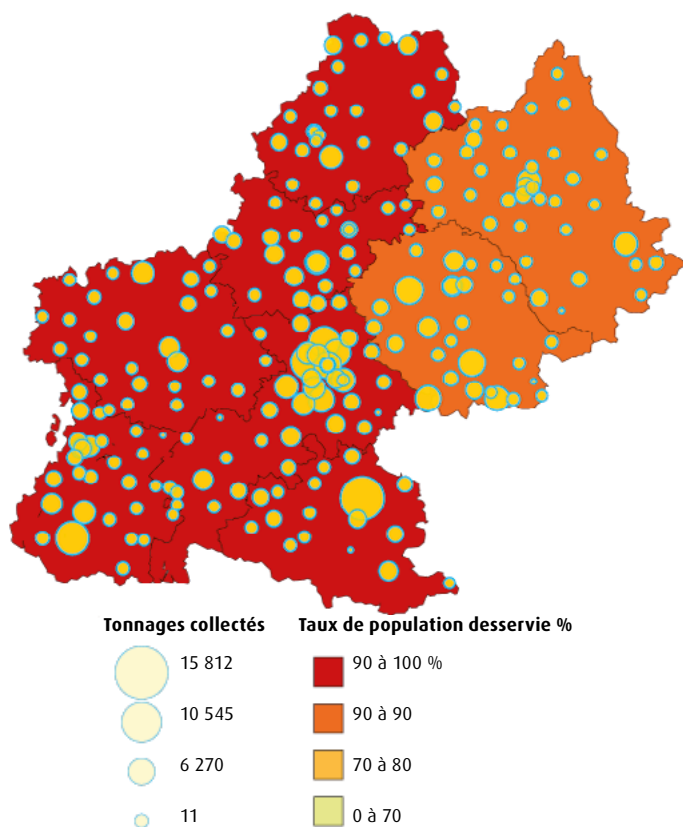 Tonnages collectés
15 812
10 545
6 270
11
Taux de population desservie %
90 à 100 %
90 à 90
70 à 80
0 à 70